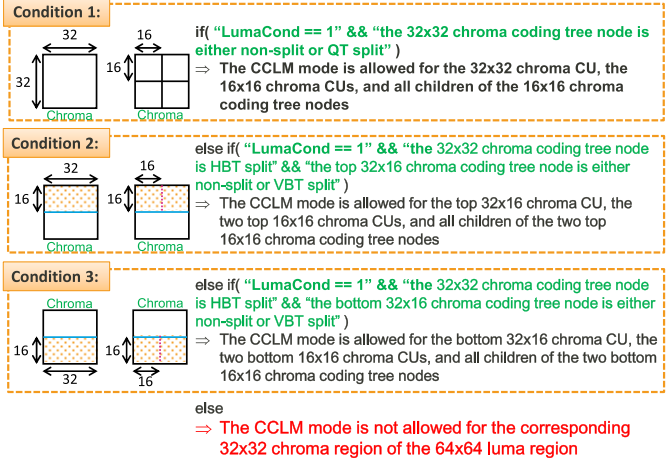 Condition 1:
32
16
32
16
Chroma
Chroma
if( “LumaCond == 1” && “the 32x32 chroma coding tree node is
either non-split or QT split” )
⇒ The CCLM mode is allowed for the 32x32 chroma CU, the
16x16 chroma CUs, and all children of the 16x16 chroma
coding tree nodes
Condition 2:
32
16
16
16
Chroma
Chroma
else if( “LumaCond == 1” && “the 32x32 chroma coding tree node
is HBT split” && “the top 32x16 chroma coding tree node is either
non-split or VBT split” )
⇒ The CCLM mode is allowed for the top 32x16 chroma CU, the
two top 16x16 chroma CUs, and all children of the two top
16x16 chroma coding tree nodes
Condition 3:
Chroma
Chroma
16
16
32
16
else if( “LumaCond == 1” && “the 32x32 chroma coding tree node
is HBT split” && “the bottom 32x16 chroma coding tree node is either
non-split or VBT split” )
⇒ The CCLM mode is allowed for the bottom 32x16 chroma CU,
the two bottom 16x16 chroma CUs, and all children of the two bottom
16x16 chroma coding tree nodes
else
⇒ The CCLM mode is not allowed for the corresponding
32x32 chroma region of the 64x64 luma region